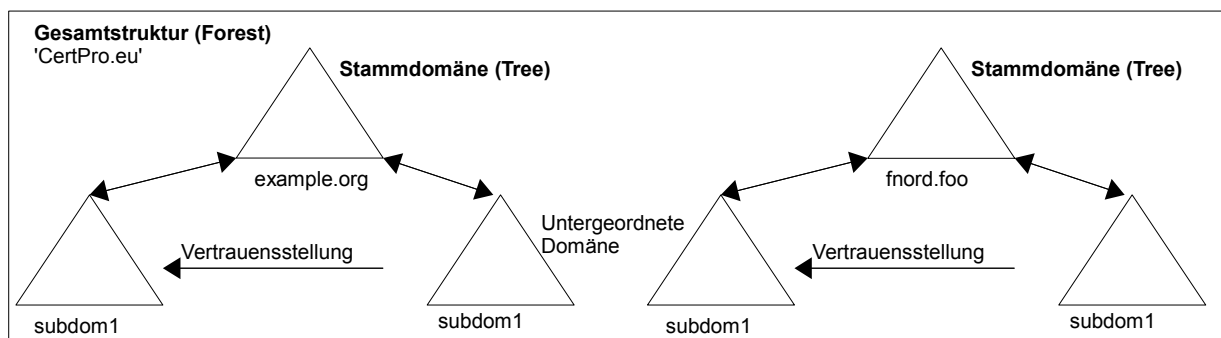 Gesamtstruktur (Forest)
'CertPro.eu'
Stammdomäne (Tree)
Stammdomäne (Tree)
example.org
fnord.foo
Untergeordnete
Domäne
Vertrauensstellung
Vertrauensstellung
subdom1
subdom1
subdom1
subdom1